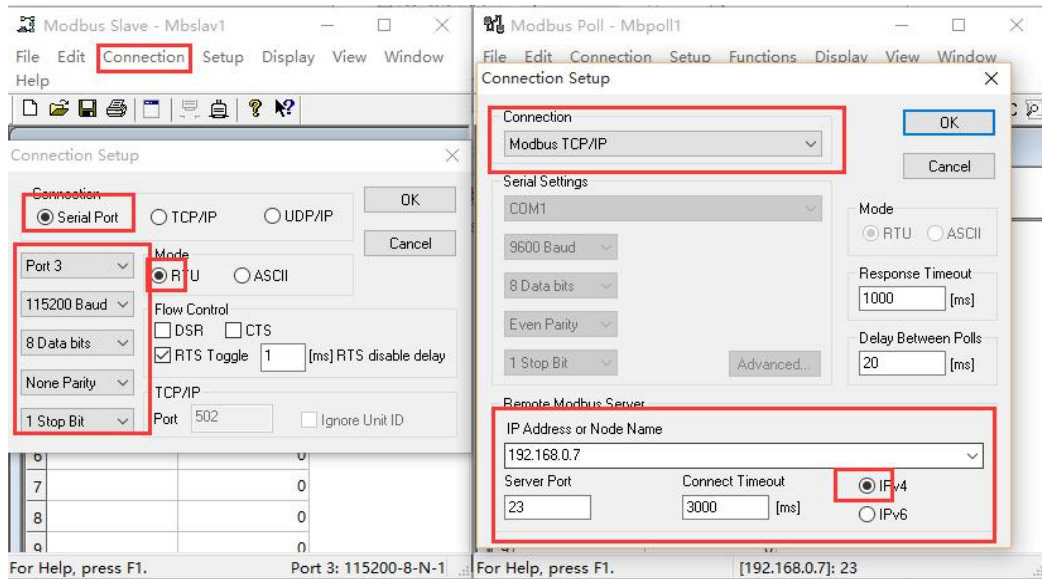 Modbus Slave - Mbslav1
File Edit Connection Setup Display View Window
Help
Connection Setup
Connection
Serial Port TCP/IP UDP/IP
OK
Cancel
Port 3
115200 Baud
8 Data bits
None Parity
1 Stop Bit
Mode
RTU ASCII
Flow Control
DSR CTS
RTS Toggle 1 [ms] RTS disable delay
TCP/IP
Port 502 Ignore Unit ID
6 0
7 0
8 0
9 0
For Help, press F1. Port 3: 115200-8-N-1
Modbus Poll - Mbpoll1
File Edit Connection Setup Functions Display View Window
Connection Setup
Connection
Modbus TCP/IP
OK
Cancel
Serial Settings
COM1
9600 Baud
8 Data bits
Even Parity
1 Stop Bit Advanced...
Mode
RTU ASCII
Response Timeout
1000 [ms]
Delay Between Polls
20 [ms]
Remote Modbus Server
IP Address or Node Name
192.168.0.7
Server Port Connect Timeout
23 3000 [ms]
IPv4
IPv6
For Help, press F1. [192.168.0.7]: 23